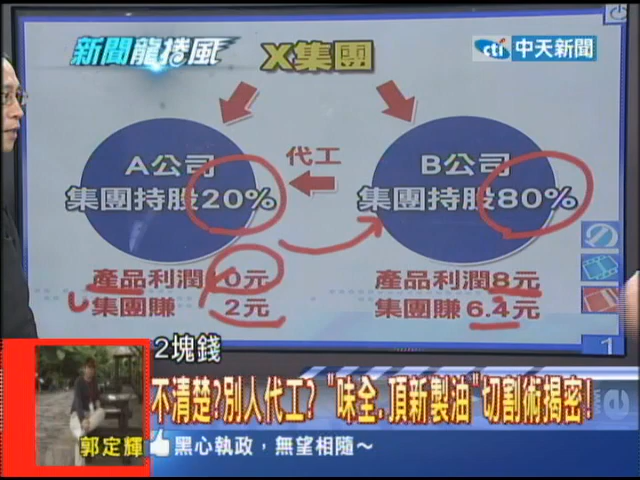 新聞龍捲風
X集團
cti 中天新聞
A公司
集團持股20%
代工
B公司
集團持股80%
產品利潤10元
集團賺 2元
產品利潤8元
集團賺6.4元
1
2塊錢
不清楚?別人代工?"味全.頂新製油"切割術揭密!
郭定輝
黑心執政，無望相隨～